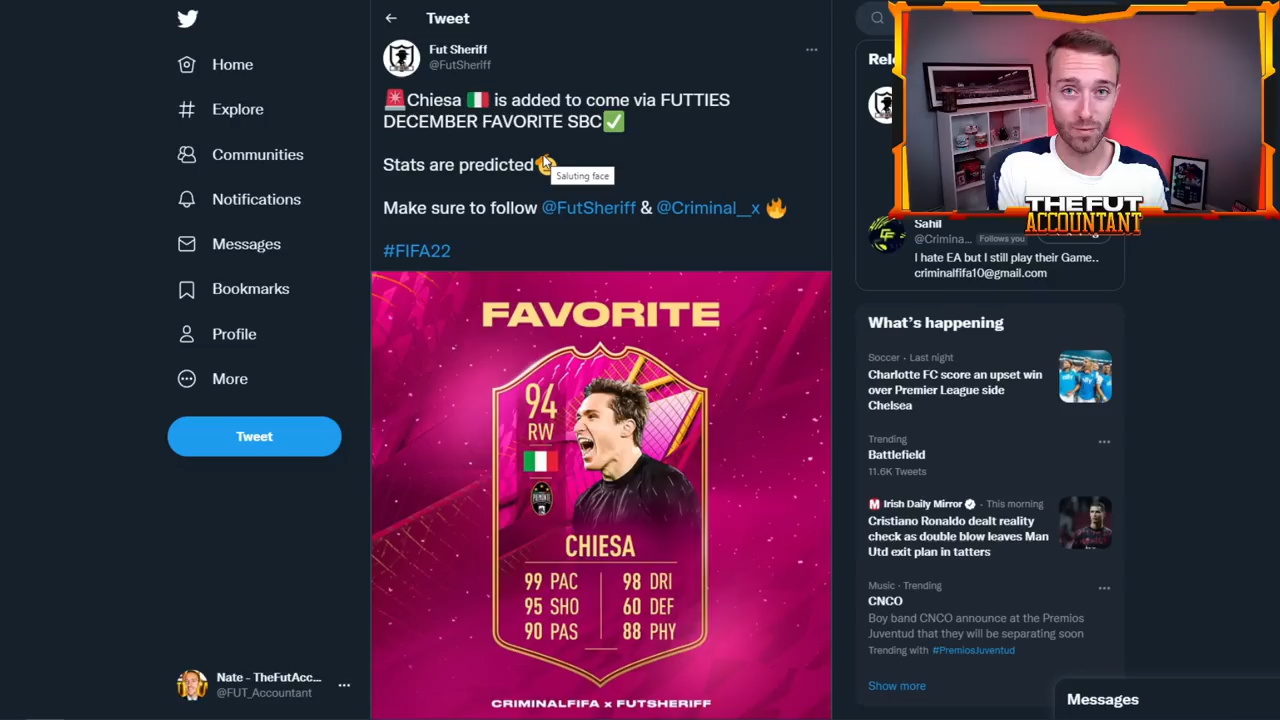 Home
Explore
Communities
Notifications
Messages
Bookmarks
Profile
More
Tweet
Nate - TheFutAcc...
@FUT_Accountant
Tweet
Fut Sheriff
@FutSheriff
Chiesa is added to come via FUTTIES
DECEMBER FAVORITE SBC
Stats are predicted
Saluting face
Make sure to follow @FutSheriff & @Criminal__x
#FIFA22
FAVORITE
94
RW
PIEMONTE
CHIESA
99 PAC 98 DRI
95 SHO 60 DEF
90 PAS 88 PHY
CRIMINALFIFA x FUTSHERIFF
THE FUT
ACCOUNTANT
Sahil
@Crimina... Follows you
I hate EA but I still play their Game..
criminalfifa10@gmail.com
What's happening
Soccer · Last night
Charlotte FC score an upset win
over Premier League side
Chelsea
Trending
Battlefield
11.6K Tweets
Irish Daily Mirror · This morning
Cristiano Ronaldo dealt reality
check as double blow leaves Man
Utd exit plan in tatters
Music · Trending
CNCO
Boy band CNCO announce at the Premios
Juventud that they will be separating soon
Trending with #PremiosJuventud
Show more
Messages